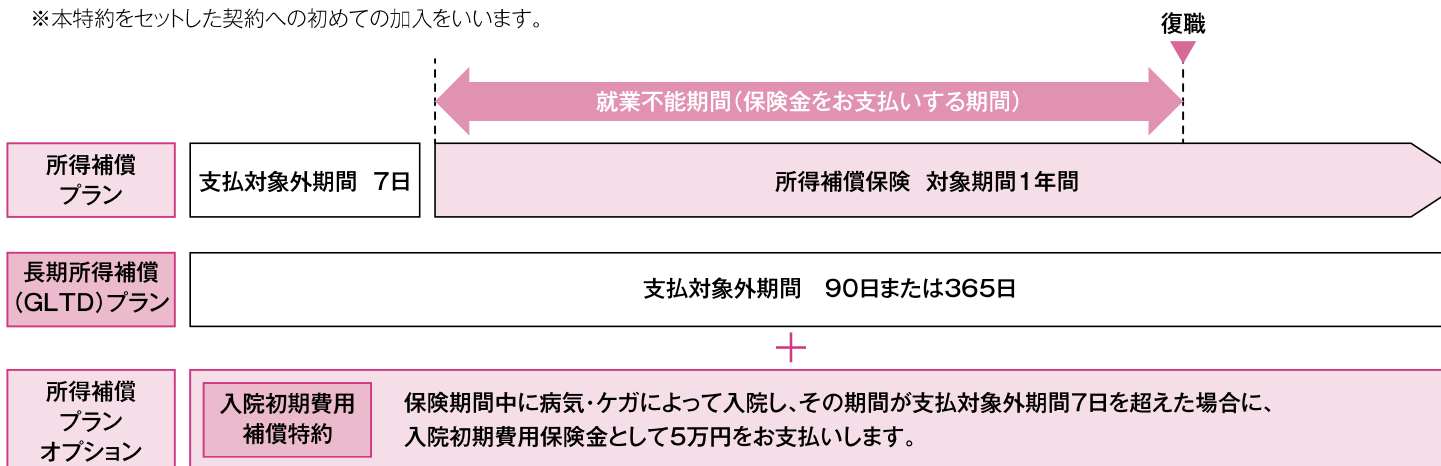 ※本特約をセットした契約への初めての加入をいいます。
復職
就業不能期間(保険金をお支払いする期間)
所得補償
プラン
支払対象外期間 7日
所得補償保険 対象期間1年間
長期所得補償
(GLTD)プラン
支払対象外期間 90日または365日
+
所得補償
プラン
オプション
入院初期費用
補償特約
保険期間中に病気・ケガによって入院し、その期間が支払対象外期間7日を超えた場合に、
入院初期費用保険金として5万円をお支払いします。